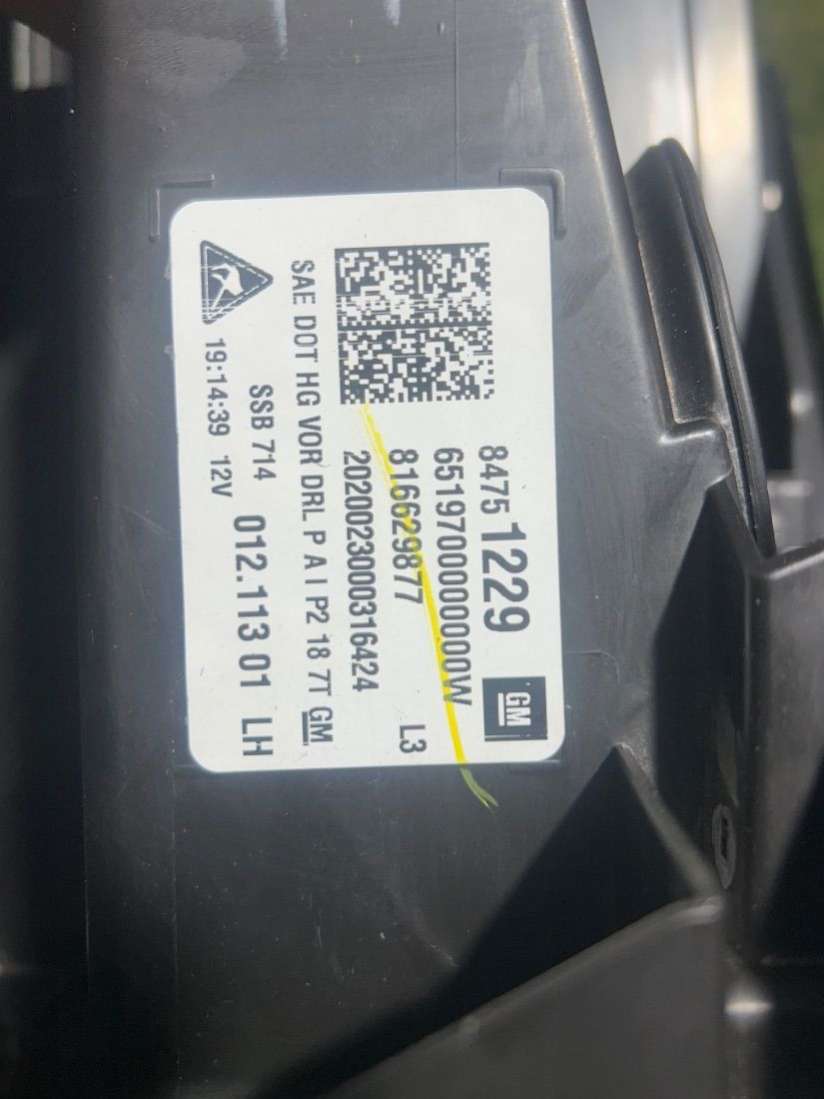 8475 1229 GM
65197000000000W
816629877 L3
2020023000316424
SAE DOT HG VOR DRL P A I P2 18 7T GM
SSB 714 012.113 01 LH
19:14:39 12V